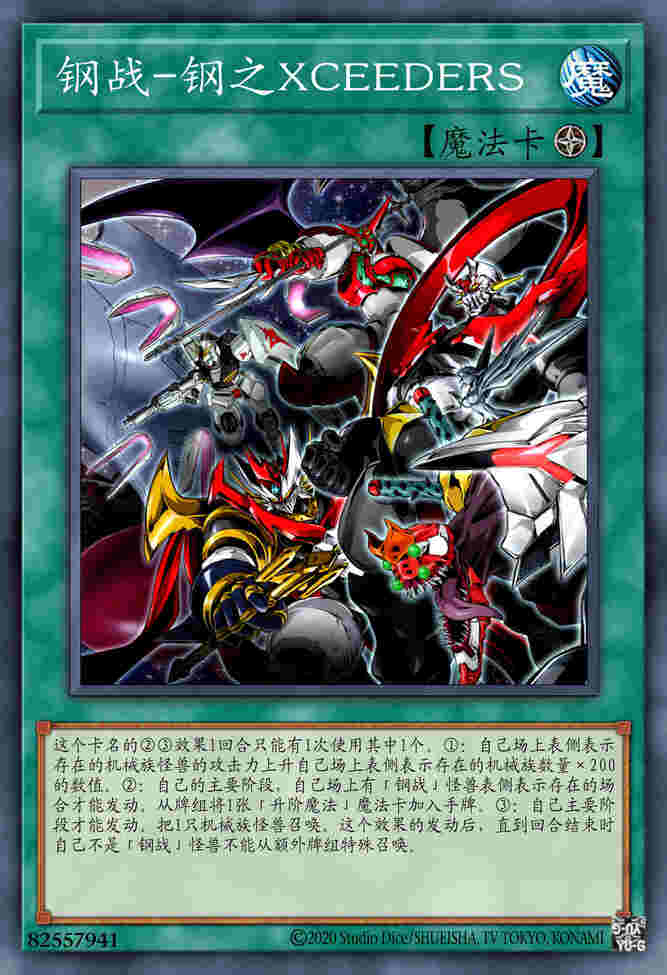 钢战-钢之XCEEDERS
魔
【魔法卡】
这个卡名的②③效果1回合只能有1次使用其中1个。①：自己场上表侧表示
存在的机械族怪兽的攻击力上升自己场上表侧表示存在的机械族数量×200
的数值。②：自己的主要阶段，自己场上有「钢战」怪兽表侧表示存在的场
合才能发动。从牌组将1张「升阶魔法」魔法卡加入手牌。③：自己主要阶
段才能发动。把1只机械族怪兽召唤。这个效果的发动后，直到回合结束时
自己不是「钢战」怪兽不能从额外牌组特殊召唤。
82557941
©2020 Studio Dice/SHUEISHA, TV TOKYO, KONAMI